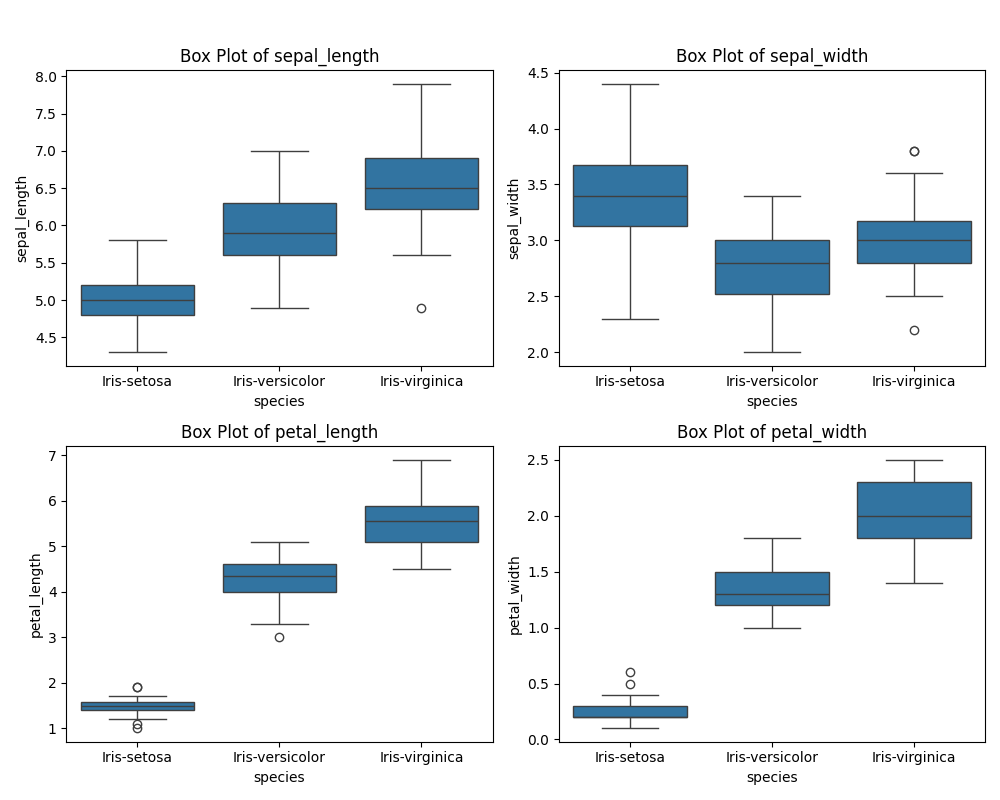 Box Plot of sepal_length
sepal_length
8.0
7.5
7.0
6.5
6.0
5.5
5.0
4.5
Iris-setosa Iris-versicolor Iris-virginica
species
Box Plot of sepal_width
sepal_width
4.5
4.0
3.5
3.0
2.5
2.0
Iris-setosa Iris-versicolor Iris-virginica
species
Box Plot of petal_length
petal_length
7
6
5
4
3
2
1
Iris-setosa Iris-versicolor Iris-virginica
species
Box Plot of petal_width
petal_width
2.5
2.0
1.5
1.0
0.5
0.0
Iris-setosa Iris-versicolor Iris-virginica
species